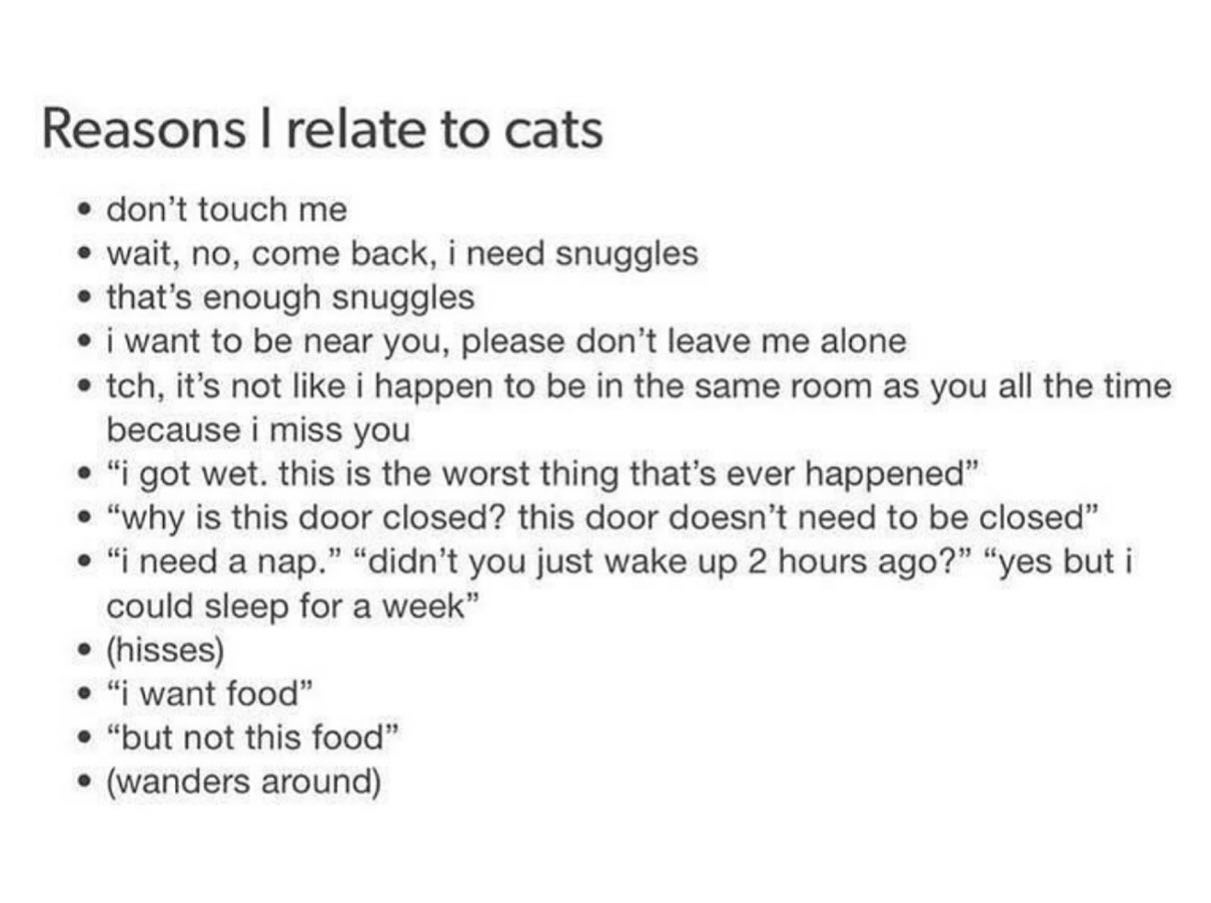 Reasons I relate to cats
• don’t touch me
• wait, no, come back, i need snuggles
• that’s enough snuggles
• i want to be near you, please don’t leave me alone
• tch, it’s not like i happen to be in the same room as you all the time
because i miss you
• “i got wet. this is the worst thing that’s ever happened”
• “why is this door closed? this door doesn’t need to be closed”
• “i need a nap.” “didn’t you just wake up 2 hours ago?” “yes but i
could sleep for a week”
• (hisses)
• “i want food”
• “but not this food”
• (wanders around)